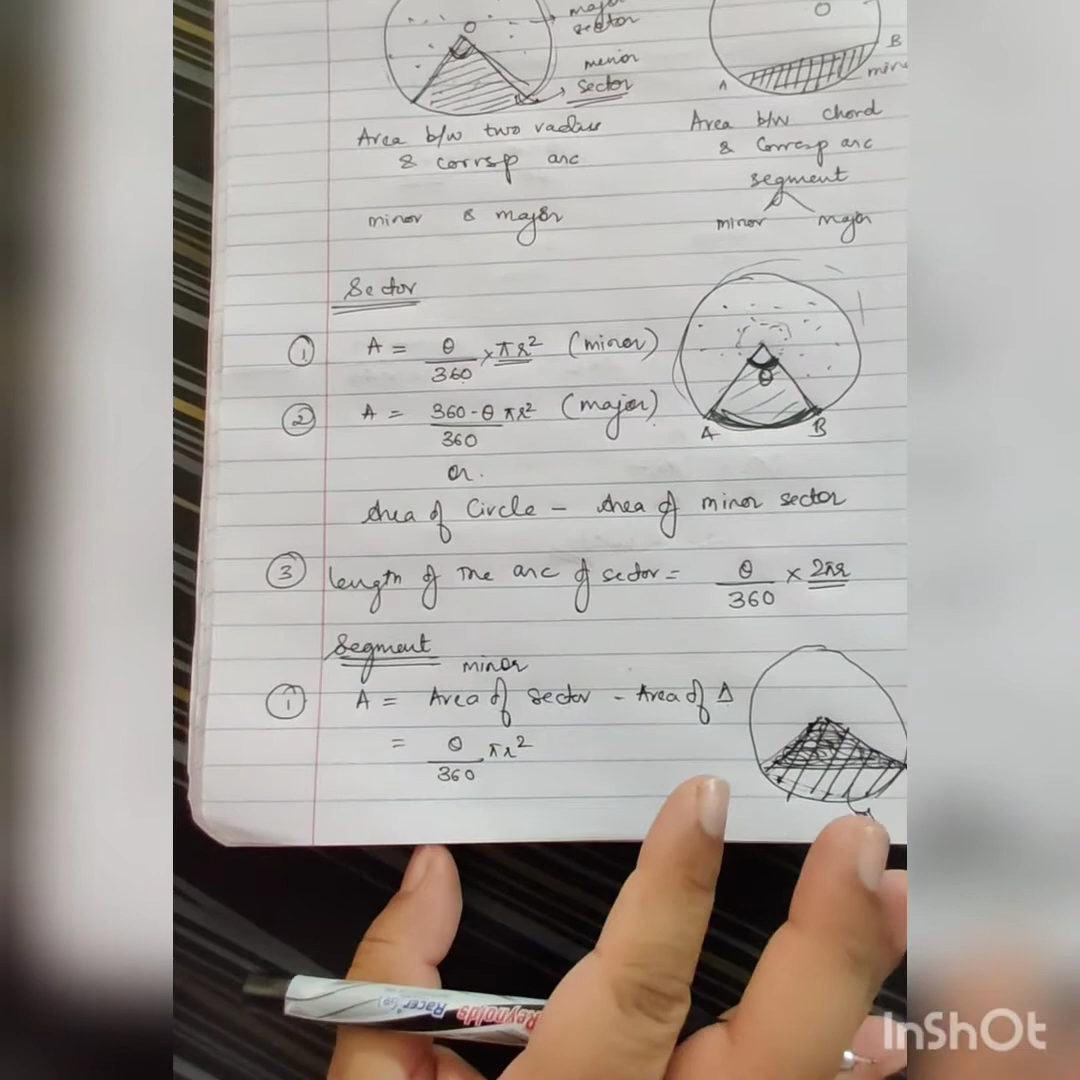 O
major
sector
menior
sector
Area b/w two radius
& corrsp arc
minor & major
O
A
B
Area b/w chord
& corresp arc
segment
minor major
Sector
① A = θ/360 × πr² (minor)
② A = 360-θ/360 πr² (major)
or.
Area of Circle - Area of minor sector
③ length of the arc of sector = θ/360 × 2πr
θ
A B
Segment
minor
① A = Area of sector - Area of Δ
= θ/360 πr²
Reynolds Racer Gel
InShOt